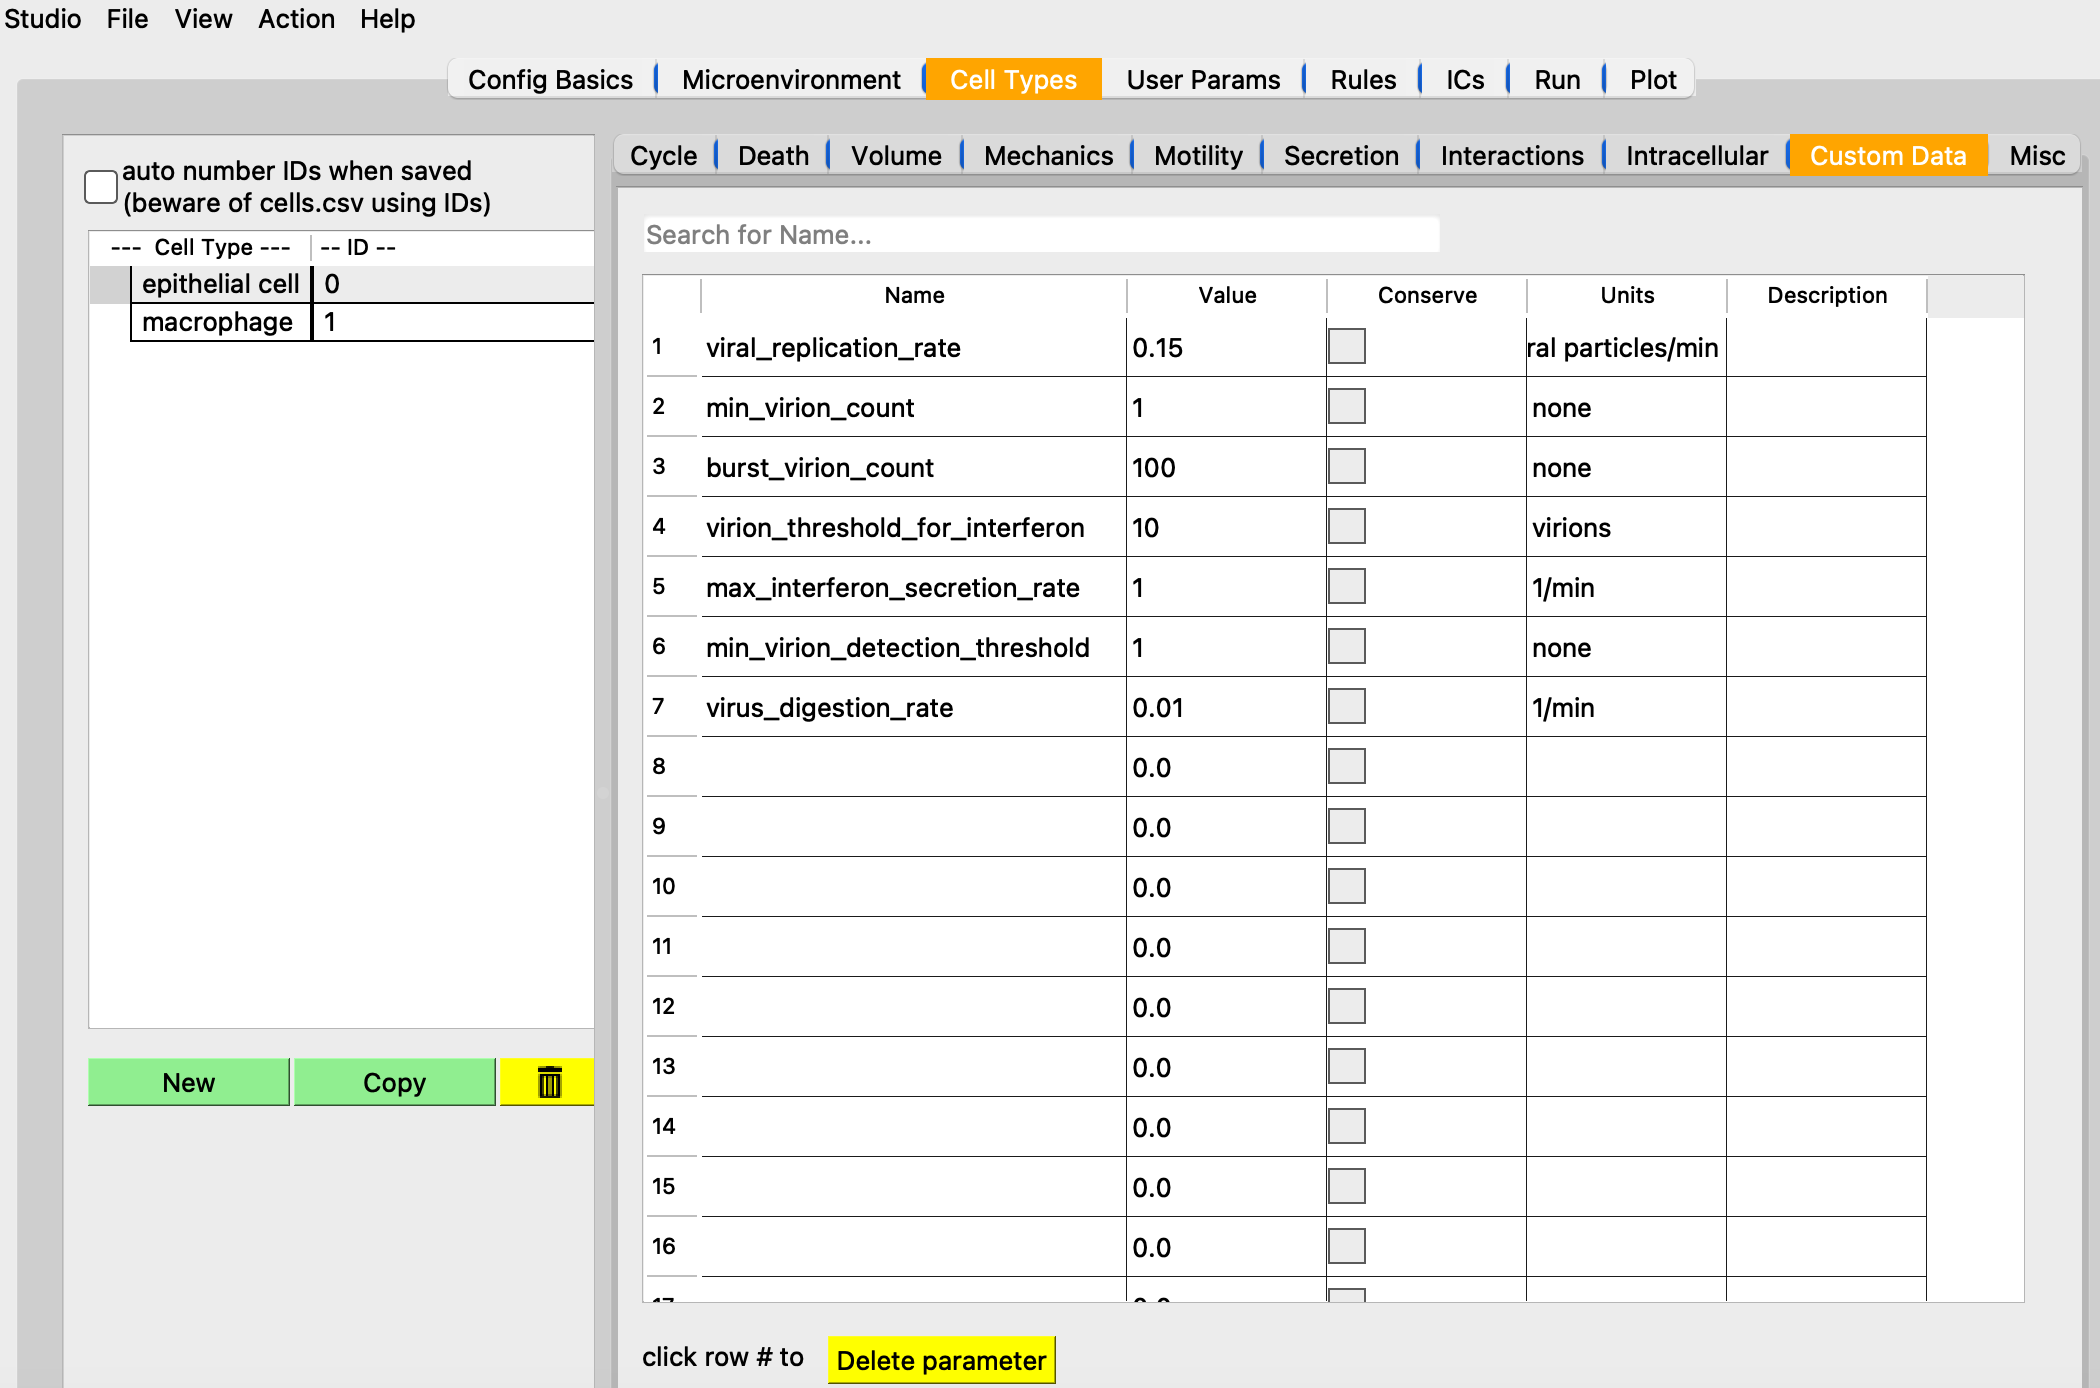 Studio File View Action Help
Config Basics Microenvironment Cell Types User Params Rules ICs Run Plot
auto number IDs when saved
(beware of cells.csv using IDs)
--- Cell Type --- -- ID --
epithelial cell 0
macrophage 1
New Copy
Cycle Death Volume Mechanics Motility Secretion Interactions Intracellular Custom Data Misc
Search for Name...
Name Value Conserve Units Description
1 viral_replication_rate 0.15 ral particles/min
2 min_virion_count 1 none
3 burst_virion_count 100 none
4 virion_threshold_for_interferon 10 virions
5 max_interferon_secretion_rate 1 1/min
6 min_virion_detection_threshold 1 none
7 virus_digestion_rate 0.01 1/min
8 0.0
9 0.0
10 0.0
11 0.0
12 0.0
13 0.0
14 0.0
15 0.0
16 0.0
click row # to Delete parameter